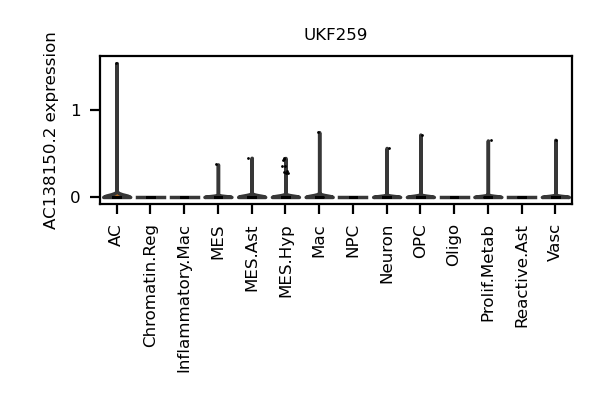 UKF259
AC138150.2 expression
1
0
AC
Chromatin.Reg
Inflammatory.Mac
MES
MES.Ast
MES.Hyp
Mac
NPC
Neuron
OPC
Oligo
Prolif.Metab
Reactive.Ast
Vasc